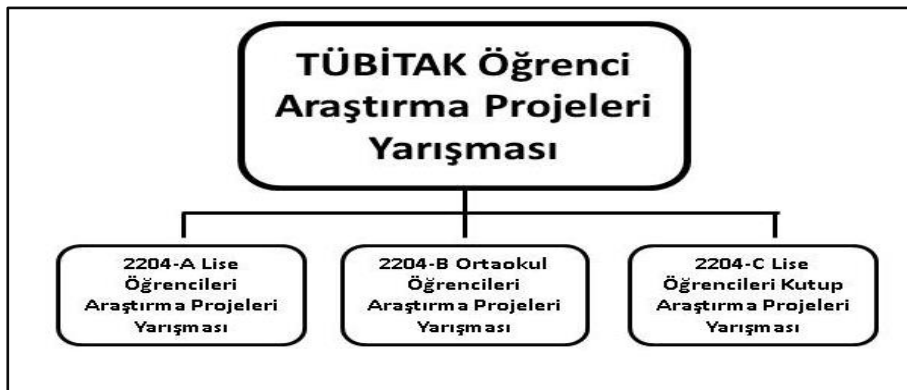 TÜBİTAK Öğrenci
Araştırma Projeleri
Yarışması
2204-A Lise
Öğrencileri
Araştırma Projeleri
Yarışması
2204-B Ortaokul
Öğrencileri
Araştırma Projeleri
Yarışması
2204-C Lise
Öğrencileri Kutup
Araştırma Projeleri
Yarışması